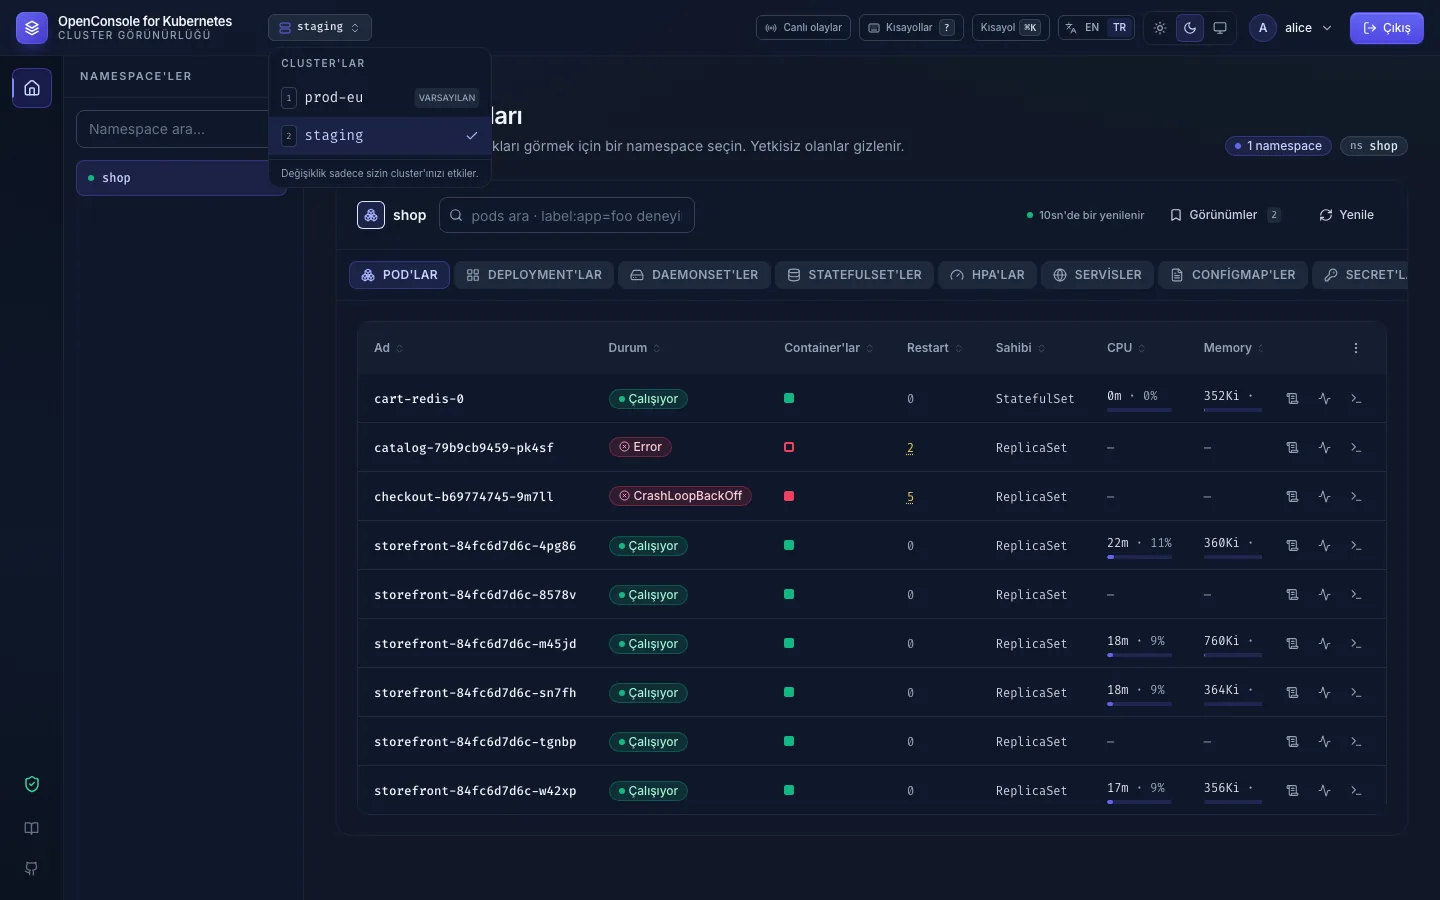 OpenConsole for Kubernetes
CLUSTER GÖRÜNÜRLÜĞÜ
staging
Canlı olaylar
Kısayollar ?
Kısayol ⌘K
EN TR
A alice
Çıkış
NAMESPACE'LER
Namespace ara...
shop
CLUSTER'LAR
1 prod-eu VARSAYILAN
2 staging
Değişiklik sadece sizin cluster'ınızı etkiler.
ları
kları görmek için bir namespace seçin. Yetkisiz olanlar gizlenir.
1 namespace
ns shop
shop
pods ara · label:app=foo deneyi
10sn'de bir yenilenir
Görünümler 2
Yenile
POD'LAR DEPLOYMENT'LAR DAEMONSET'LER STATEFULSET'LER HPA'LAR SERVİSLER CONFİGMAP'LER SECRET'L
Ad Durum Container'lar Restart Sahibi CPU Memory
cart-redis-0 Çalışıyor 0 StatefulSet 0m · 0% 352Ki ·
catalog-79b9cb9459-pk4sf Error 2 ReplicaSet — —
checkout-b69774745-9m7ll CrashLoopBackOff 5 ReplicaSet — —
storefront-84fc6d7d6c-4pg86 Çalışıyor 0 ReplicaSet 22m · 11% 360Ki ·
storefront-84fc6d7d6c-8578v Çalışıyor 0 ReplicaSet — —
storefront-84fc6d7d6c-m45jd Çalışıyor 0 ReplicaSet 18m · 9% 760Ki ·
storefront-84fc6d7d6c-sn7fh Çalışıyor 0 ReplicaSet 18m · 9% 364Ki ·
storefront-84fc6d7d6c-tgnbp Çalışıyor 0 ReplicaSet — —
storefront-84fc6d7d6c-w42xp Çalışıyor 0 ReplicaSet 17m · 9% 356Ki ·